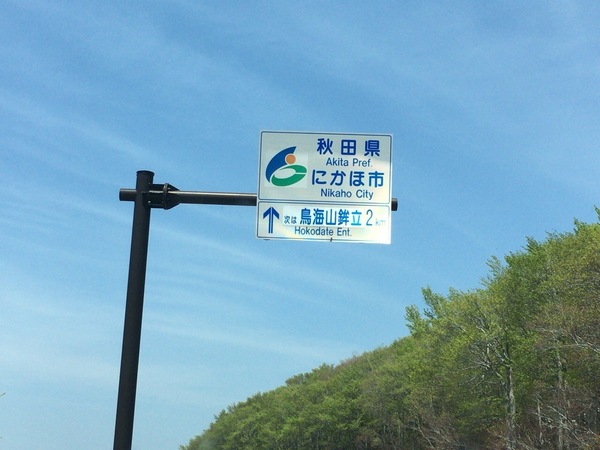 秋田県
Akita Pref.
にかほ市
Nikaho City
次は 鳥海山鉾立 2km
Hokodate Ent.